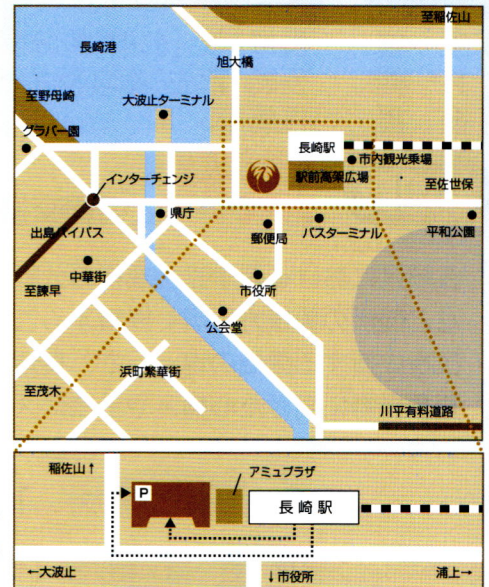 至稲佐山
長崎港
旭大橋
至野母崎
大波止ターミナル
グラバー園
長崎駅
市内観光乗場
駅前高架広場
インターチェンジ
至佐世保
県庁
出島バイパス
郵便局
バスターミナル
平和公園
中華街
市役所
至諫早
公会堂
浜町繁華街
至茂木
川平有料道路
稲佐山↑
アミュプラザ
P
長崎駅
←大波止
↓市役所
浦上→